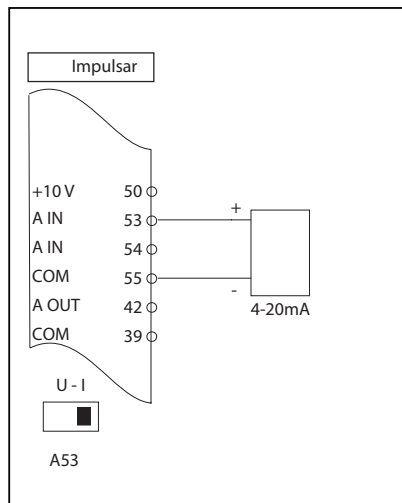 Impulsar
+10 V 50
A IN 53 +
A IN 54
COM 55 -
A OUT 42 4-20mA
COM 39
U - I
A53